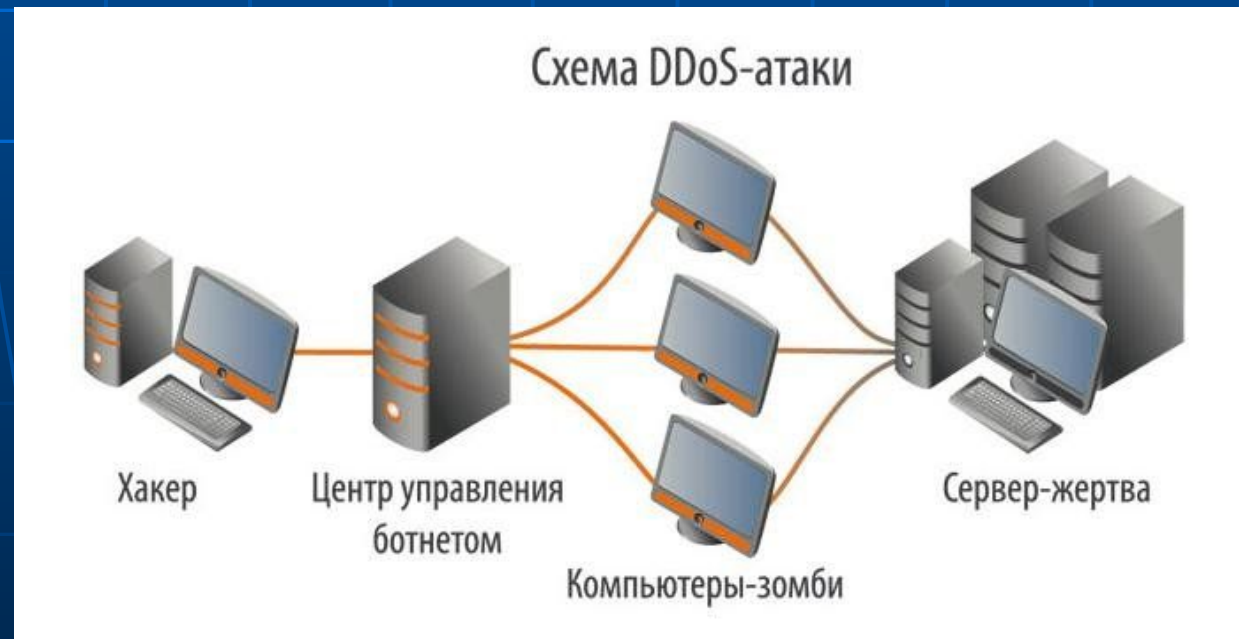 Схема DDoS-атаки
Хакер
Центр управления
ботнетом
Компьютеры-зомби
Сервер-жертва